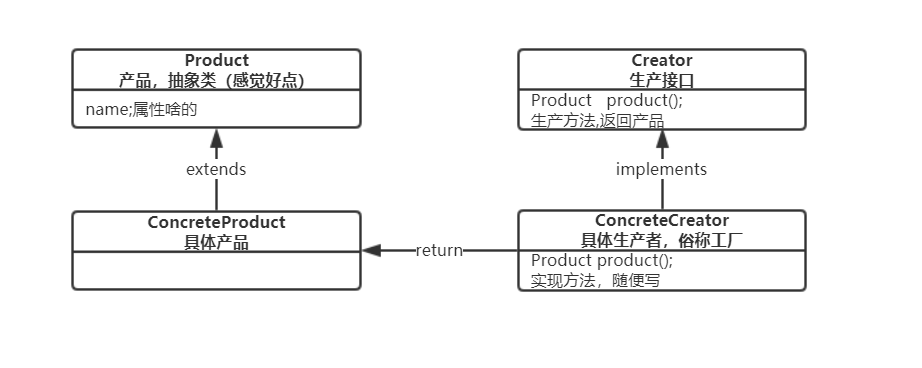 Product
产品，抽象类（感觉好点）
name;属性啥的
Creator
生产接口
Product product();
生产方法,返回产品
extends
implements
ConcreteProduct
具体产品
return
ConcreteCreator
具体生产者，俗称工厂
Product product();
实现方法，随便写